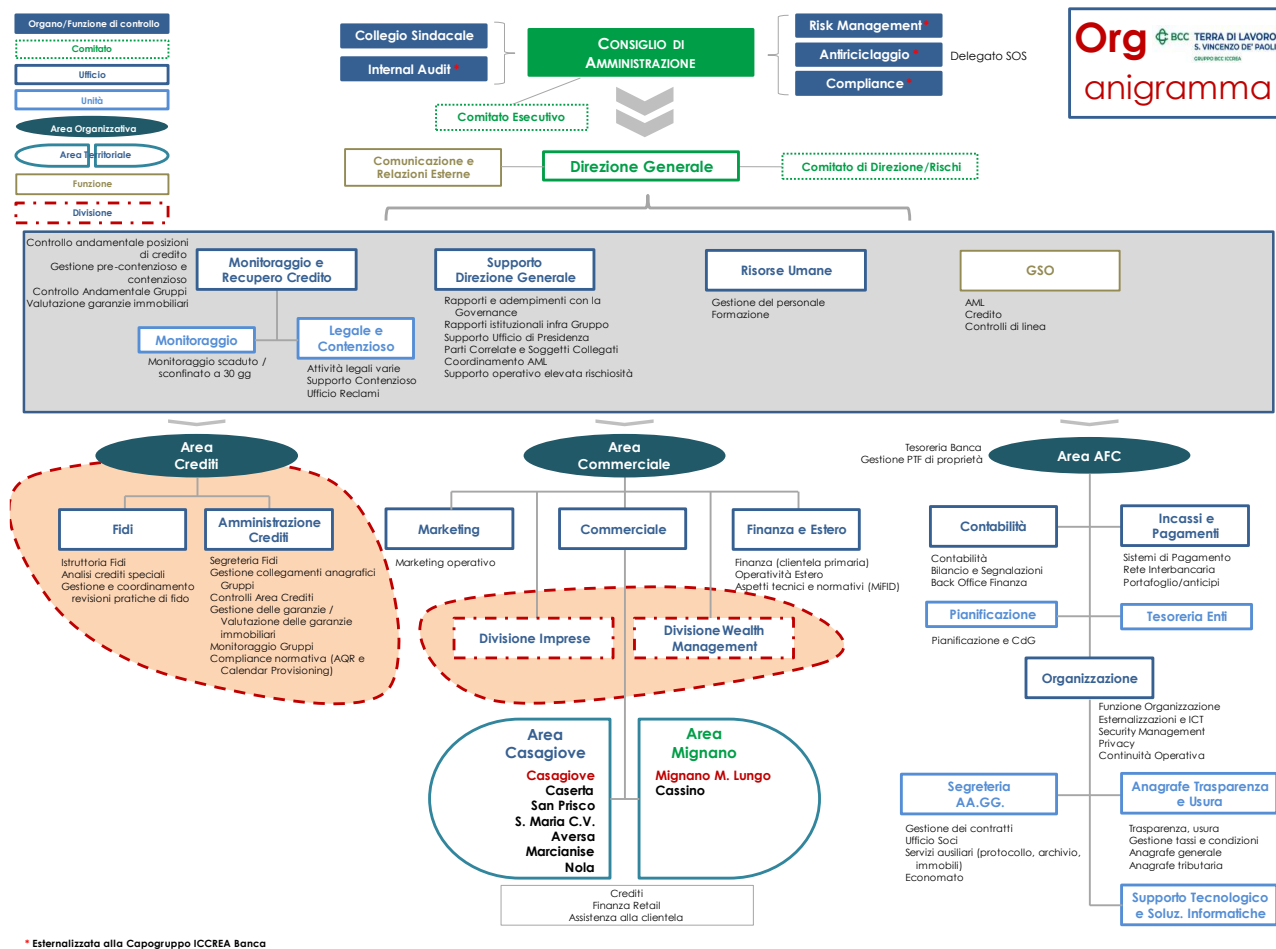 Organo/Funzione di controllo
Comitato
Ufficio
Unità
Area Organizzativa
Area Territoriale
Funzione
Divisione
Collegio Sindacale
Internal Audit *
CONSIGLIO DI
AMMINISTRAZIONE
Risk Management *
Antiriciclaggio *
Compliance *
Delegato SOS
Org
anigramma
BCC TERRA DI LAVORO
S. VINCENZO DE' PAOLI
GRUPPO BCC ICCREA
Comitato Esecutivo
Comunicazione e
Relazioni Esterne
Direzione Generale
Comitato di Direzione/Rischi
Controllo andamentale posizioni
di credito
Gestione pre-contenzioso e
contenzioso
Controllo Andamentale Gruppi
Valutazione garanzie immobiliari
Monitoraggio e
Recupero Credito
Monitoraggio
Monitoraggio scaduto /
sconfinato a 30 gg
Legale e
Contenzioso
Attività legali varie
Supporto Contenzioso
Ufficio Reclami
Supporto
Direzione Generale
Rapporti e adempimenti con la
Governance
Rapporti istituzionali infra Gruppo
Supporto Ufficio di Presidenza
Parti Correlate e Soggetti Collegati
Coordinamento AML
Supporto operativo elevata rischiosità
Risorse Umane
Gestione del personale
Formazione
GSO
AML
Credito
Controlli di linea
Area
Crediti
Fidi
Istruttoria Fidi
Analisi crediti speciali
Gestione e coordinamento
revisioni pratiche di fido
Amministrazione
Crediti
Segreteria Fidi
Gestione collegamenti anagrafici
Gruppi
Controlli Area Crediti
Gestione delle garanzie /
Valutazione delle garanzie
immobiliari
Monitoraggio Gruppi
Compliance normativa (AQR e
Calendar Provisioning)
Area
Commerciale
Marketing
Marketing operativo
Commerciale
Finanza e Estero
Finanza (clientela primaria)
Operatività Estero
Aspetti tecnici e normativi (MiFID)
Divisione Imprese
Divisione Wealth
Management
Area
Casagiove
Casagiove
Caserta
San Prisco
S. Maria C.V.
Aversa
Marcianise
Nola
Area
Mignano
Mignano M. Lungo
Cassino
Crediti
Finanza Retail
Assistenza alla clientela
Tesoreria Banca
Gestione PTF di proprietà
Area AFC
Contabilità
Contabilità
Bilancio e Segnalazioni
Back Office Finanza
Incassi e
Pagamenti
Sistemi di Pagamento
Rete Interbancaria
Portafoglio/anticipi
Pianificazione
Pianificazione e CdG
Tesoreria Enti
Organizzazione
Funzione Organizzazione
Esternalizzazioni e ICT
Security Management
Privacy
Continuità Operativa
Segreteria
AA.GG.
Gestione dei contratti
Ufficio Soci
Servizi ausiliari (protocollo, archivio,
immobili)
Economato
Anagrafe Trasparenza
e Usura
Trasparenza, usura
Gestione tassi e condizioni
Anagrafe generale
Anagrafe tributaria
Supporto Tecnologico
e Soluz. Informatiche
* Esternalizzata alla Capogruppo ICCREA Banca